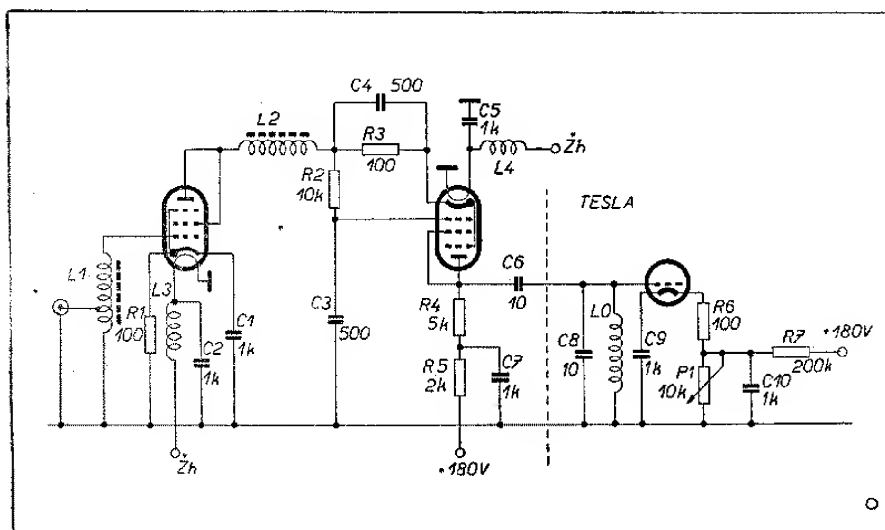 C4 500
L2
R3
100
C5
1k
L4
Žh
R2
10k
TESLA
L1
L3
R1
100
C2
1k
C1
1k
C3
500
C6
10
R4
5k
R5
2k
C7
1k
C8
10
L0
C9
1k
R6
100
P1
10k
R7
200k
+180V
C10
1k
Žh
+180V